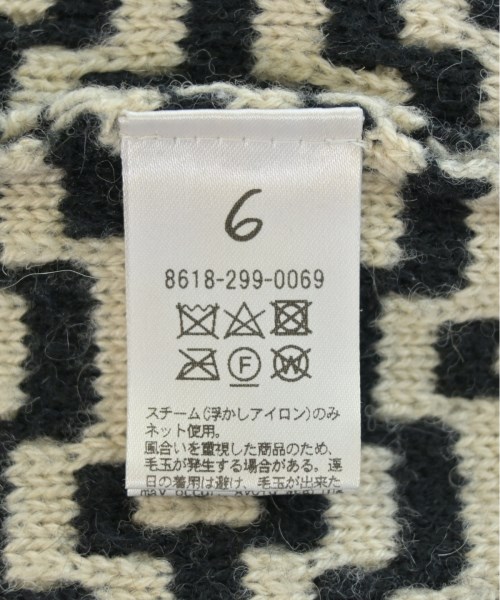 6
8618-299-0069
F
W
スチーム(浮かしアイロン)のみ
ネット使用。
風合いを重視した商品のため、
毛玉が発生する場合がある。連
日の着用は避け、毛玉が出来た
may occur.